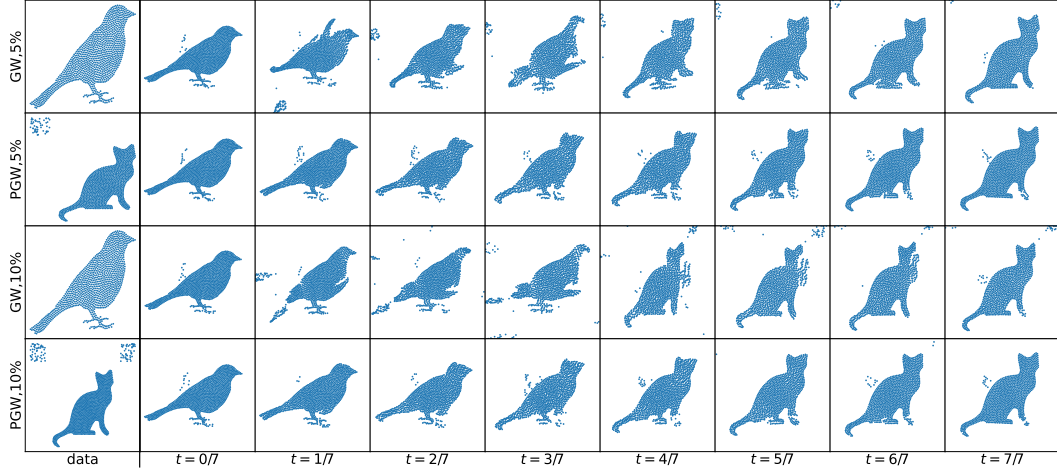 GW,5%
PGW,5%
GW,10%
PGW,10%
data t = 0/7 t = 1/7 t = 2/7 t = 3/7 t = 4/7 t = 5/7 t = 6/7 t = 7/7